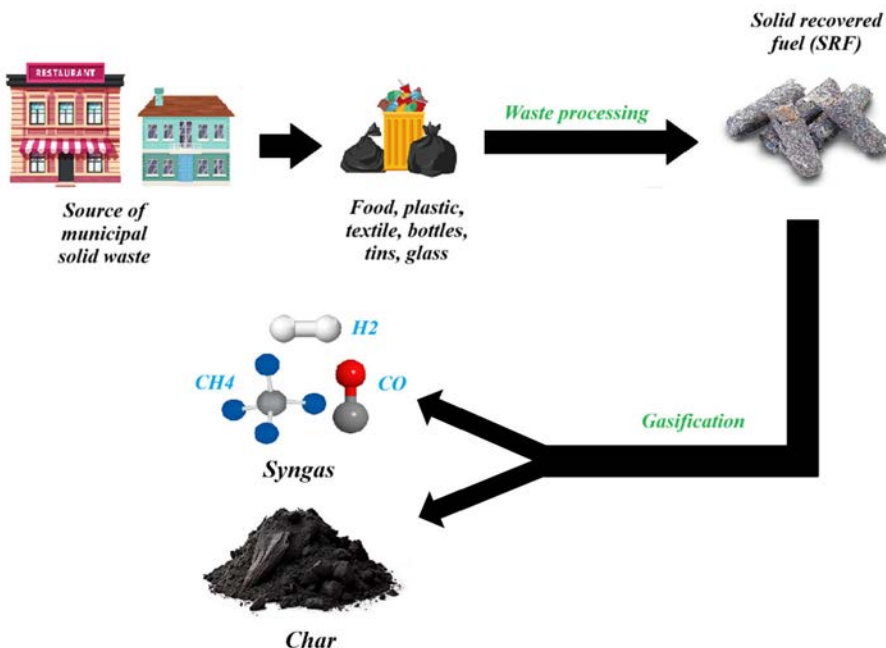 RESTAURANT
Source of
municipal
solid waste
Food, plastic,
textile, bottles,
tins, glass
Waste processing
Solid recovered
fuel (SRF)
Gasification
H2
CH4
CO
Syngas
Char